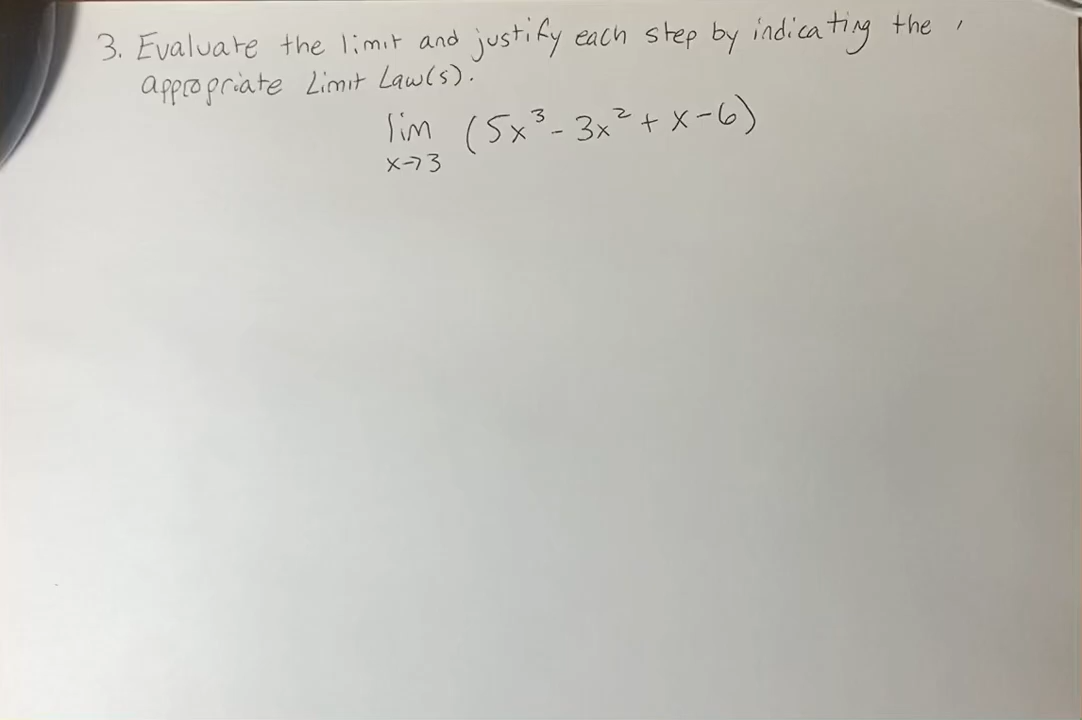 3. Evaluate the limit and justify each step by indicating the
appropriate Limit Law(s).
lim (5x³ - 3x² + x - 6)
x→3